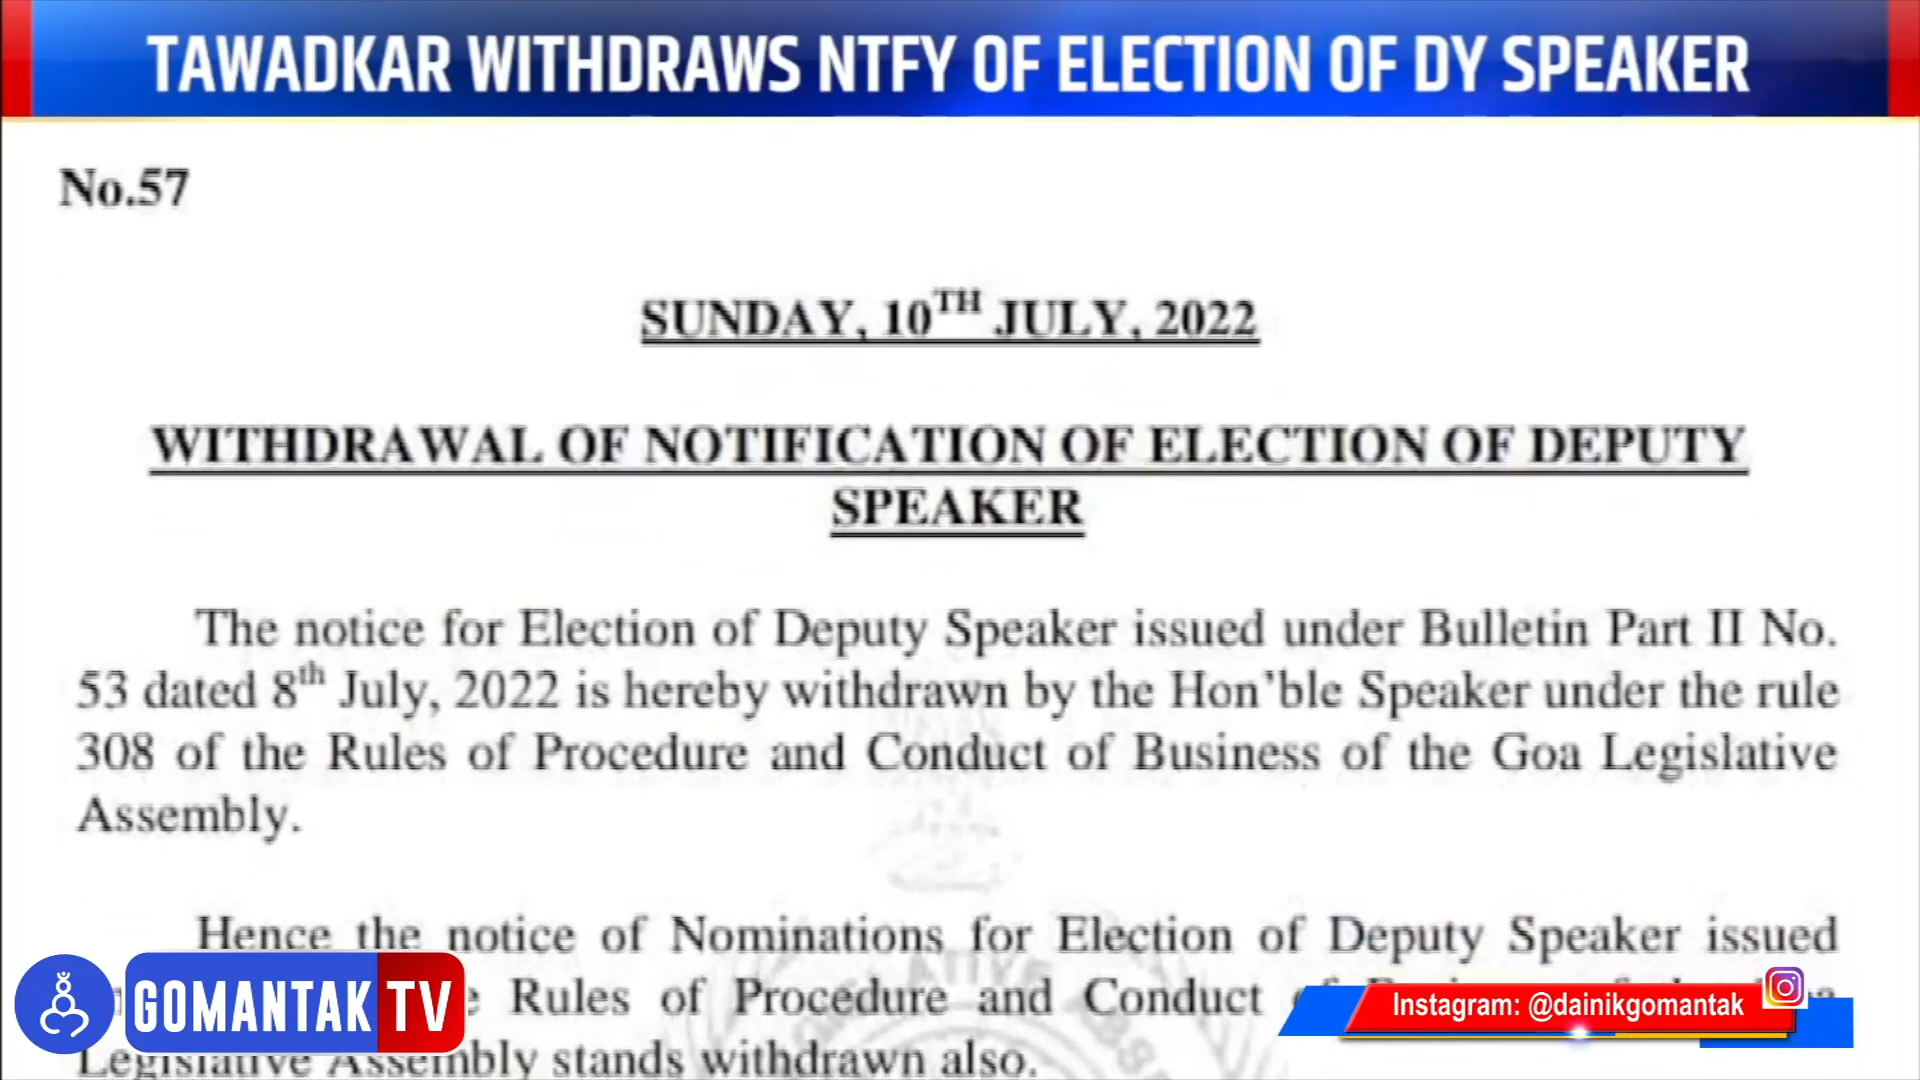 TAWADKAR WITHDRAWS NTFY OF ELECTION OF DY SPEAKER
No.57
SUNDAY, 10TH JULY, 2022
WITHDRAWAL OF NOTIFICATION OF ELECTION OF DEPUTY
SPEAKER
The notice for Election of Deputy Speaker issued under Bulletin Part II No.
53 dated 8th July, 2022 is hereby withdrawn by the Hon'ble Speaker under the rule
308 of the Rules of Procedure and Conduct of Business of the Goa Legislative
Assembly.
Hence the notice of Nominations for Election of Deputy Speaker issued
Rules of Procedure and Conduct
Legislative Assembly stands withdrawn also.
GOMANTAK TV
Instagram: @dainikgomantak